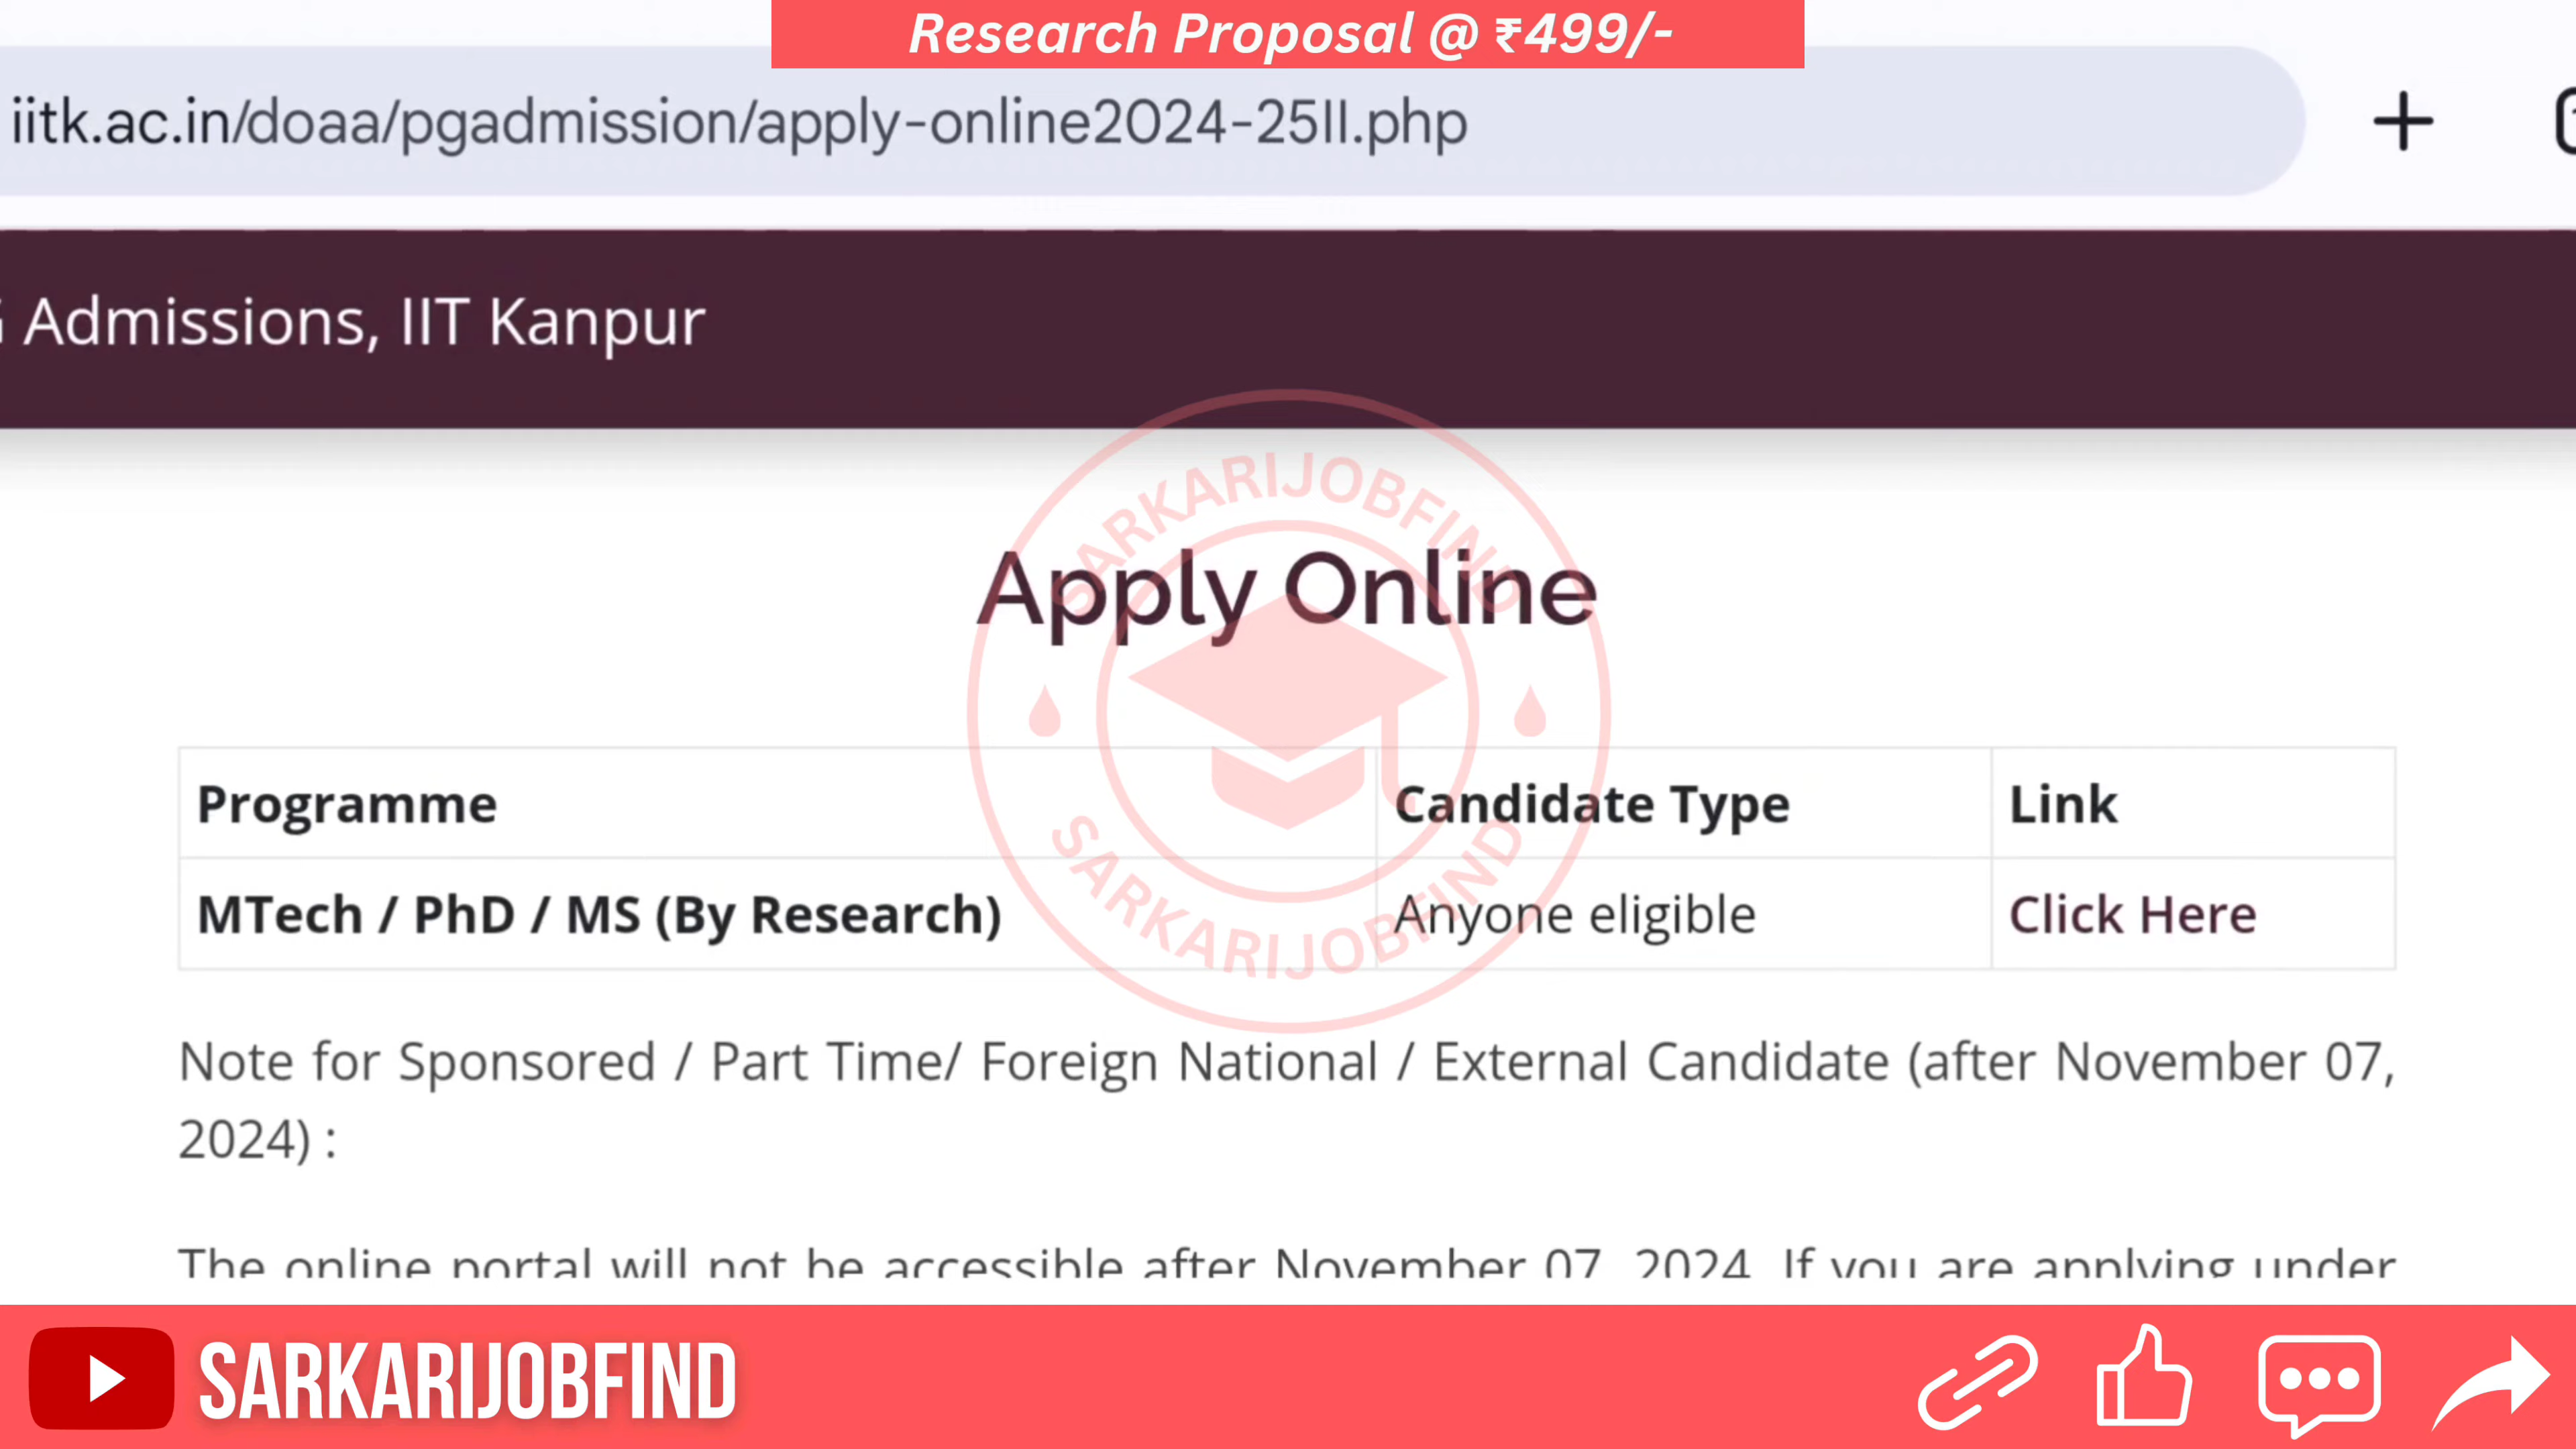 Research Proposal @ ₹499/-
iitk.ac.in/doaa/pgadmission/apply-online2024-25II.php
Admissions, IIT Kanpur
SARKARIJOBFIND
Apply Online
Programme Candidate Type Link
MTech / PhD / MS (By Research) Anyone eligible Click Here
SARKARIJOBFIND
Note for Sponsored / Part Time/ Foreign National / External Candidate (after November 07,
2024) :
The online portal will not be accessible after November 07, 2024. If you are applying under
SARKARIJOBFIND